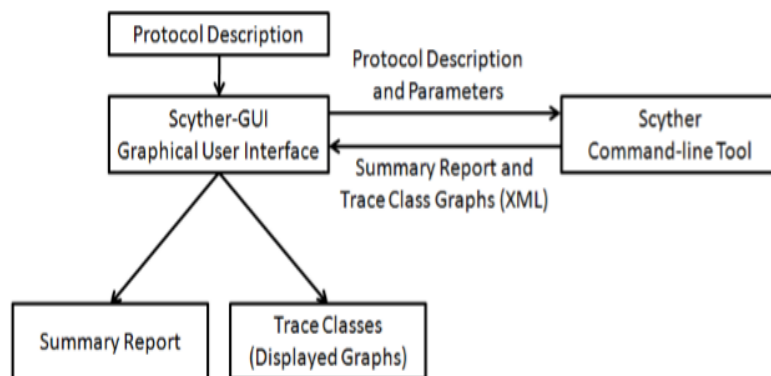 Protocol Description
Protocol Description
and Parameters
Scyther-GUI
Graphical User Interface
Scyther
Command-line Tool
Summary Report and
Trace Class Graphs (XML)
Summary Report
Trace Classes
(Displayed Graphs)